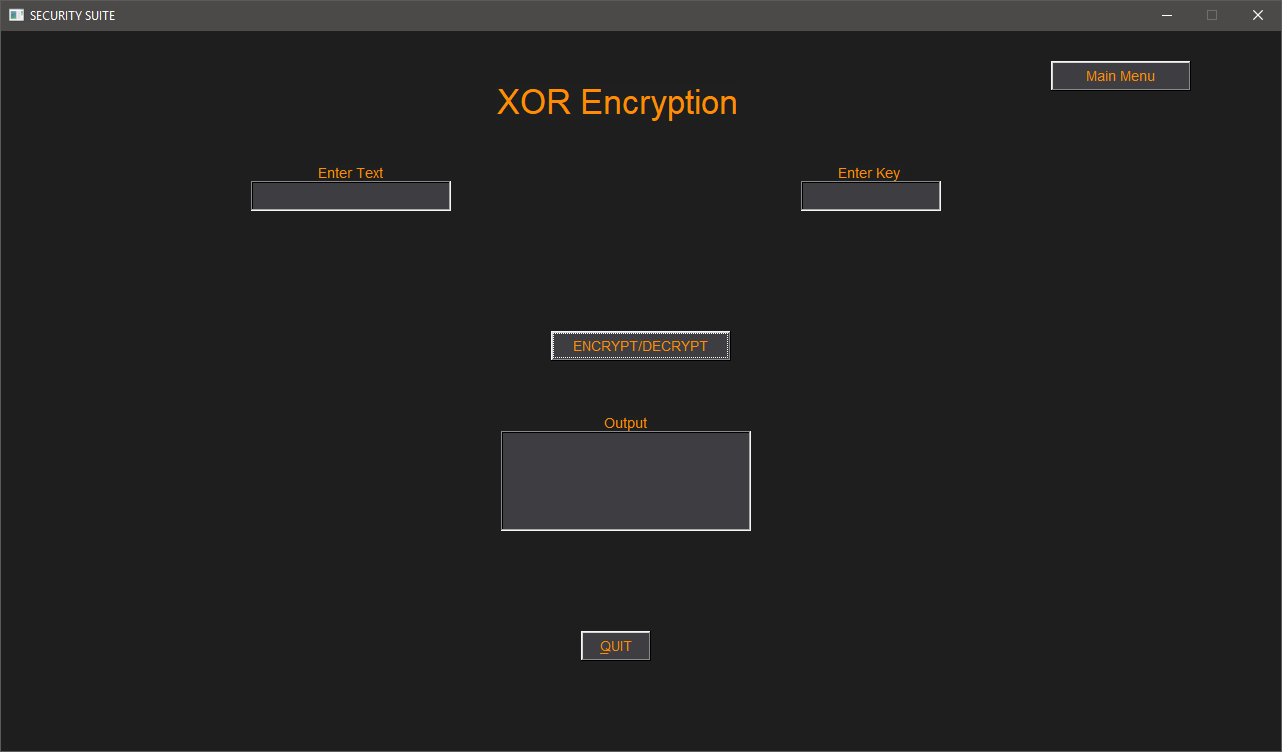 SECURITY SUITE
Main Menu
XOR Encryption
Enter Text
Enter Key
ENCRYPT/DECRYPT
Output
QUIT